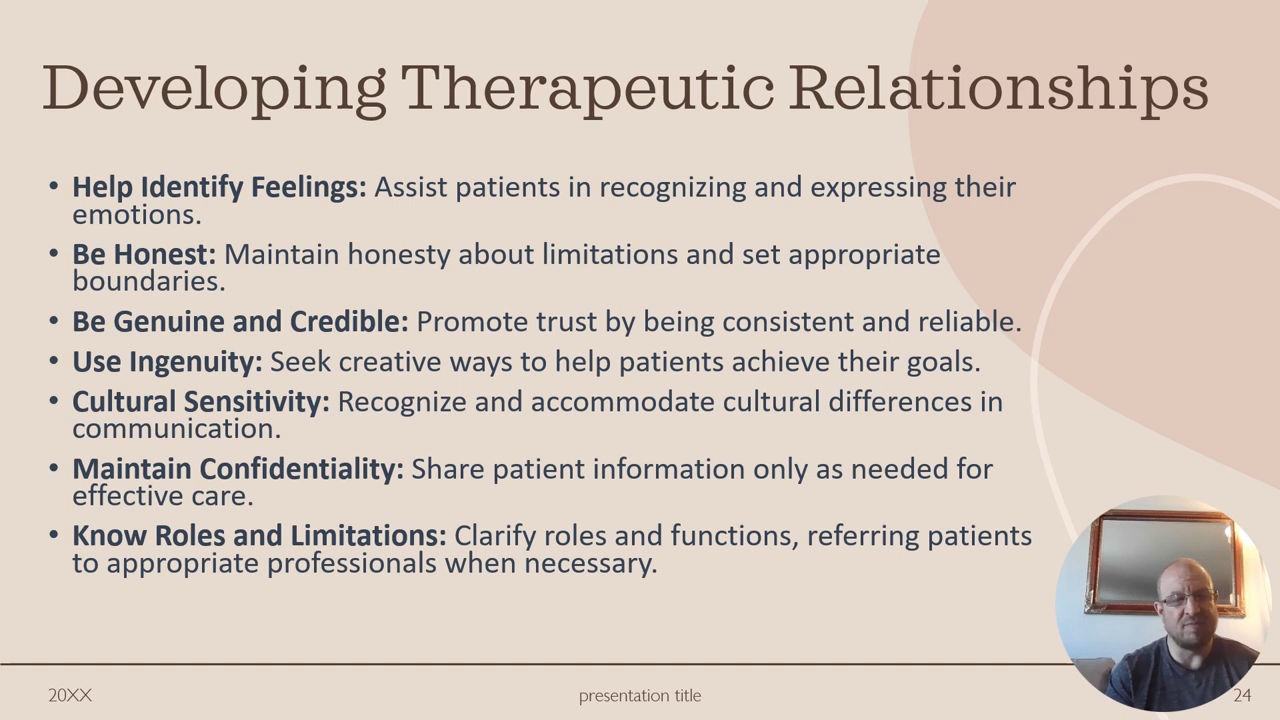 Developing Therapeutic Relationships
• Help Identify Feelings: Assist patients in recognizing and expressing their
emotions.
• Be Honest: Maintain honesty about limitations and set appropriate
boundaries.
• Be Genuine and Credible: Promote trust by being consistent and reliable.
• Use Ingenuity: Seek creative ways to help patients achieve their goals.
• Cultural Sensitivity: Recognize and accommodate cultural differences in
communication.
• Maintain Confidentiality: Share patient information only as needed for
effective care.
• Know Roles and Limitations: Clarify roles and functions, referring patients
to appropriate professionals when necessary.
20XX
presentation title
24